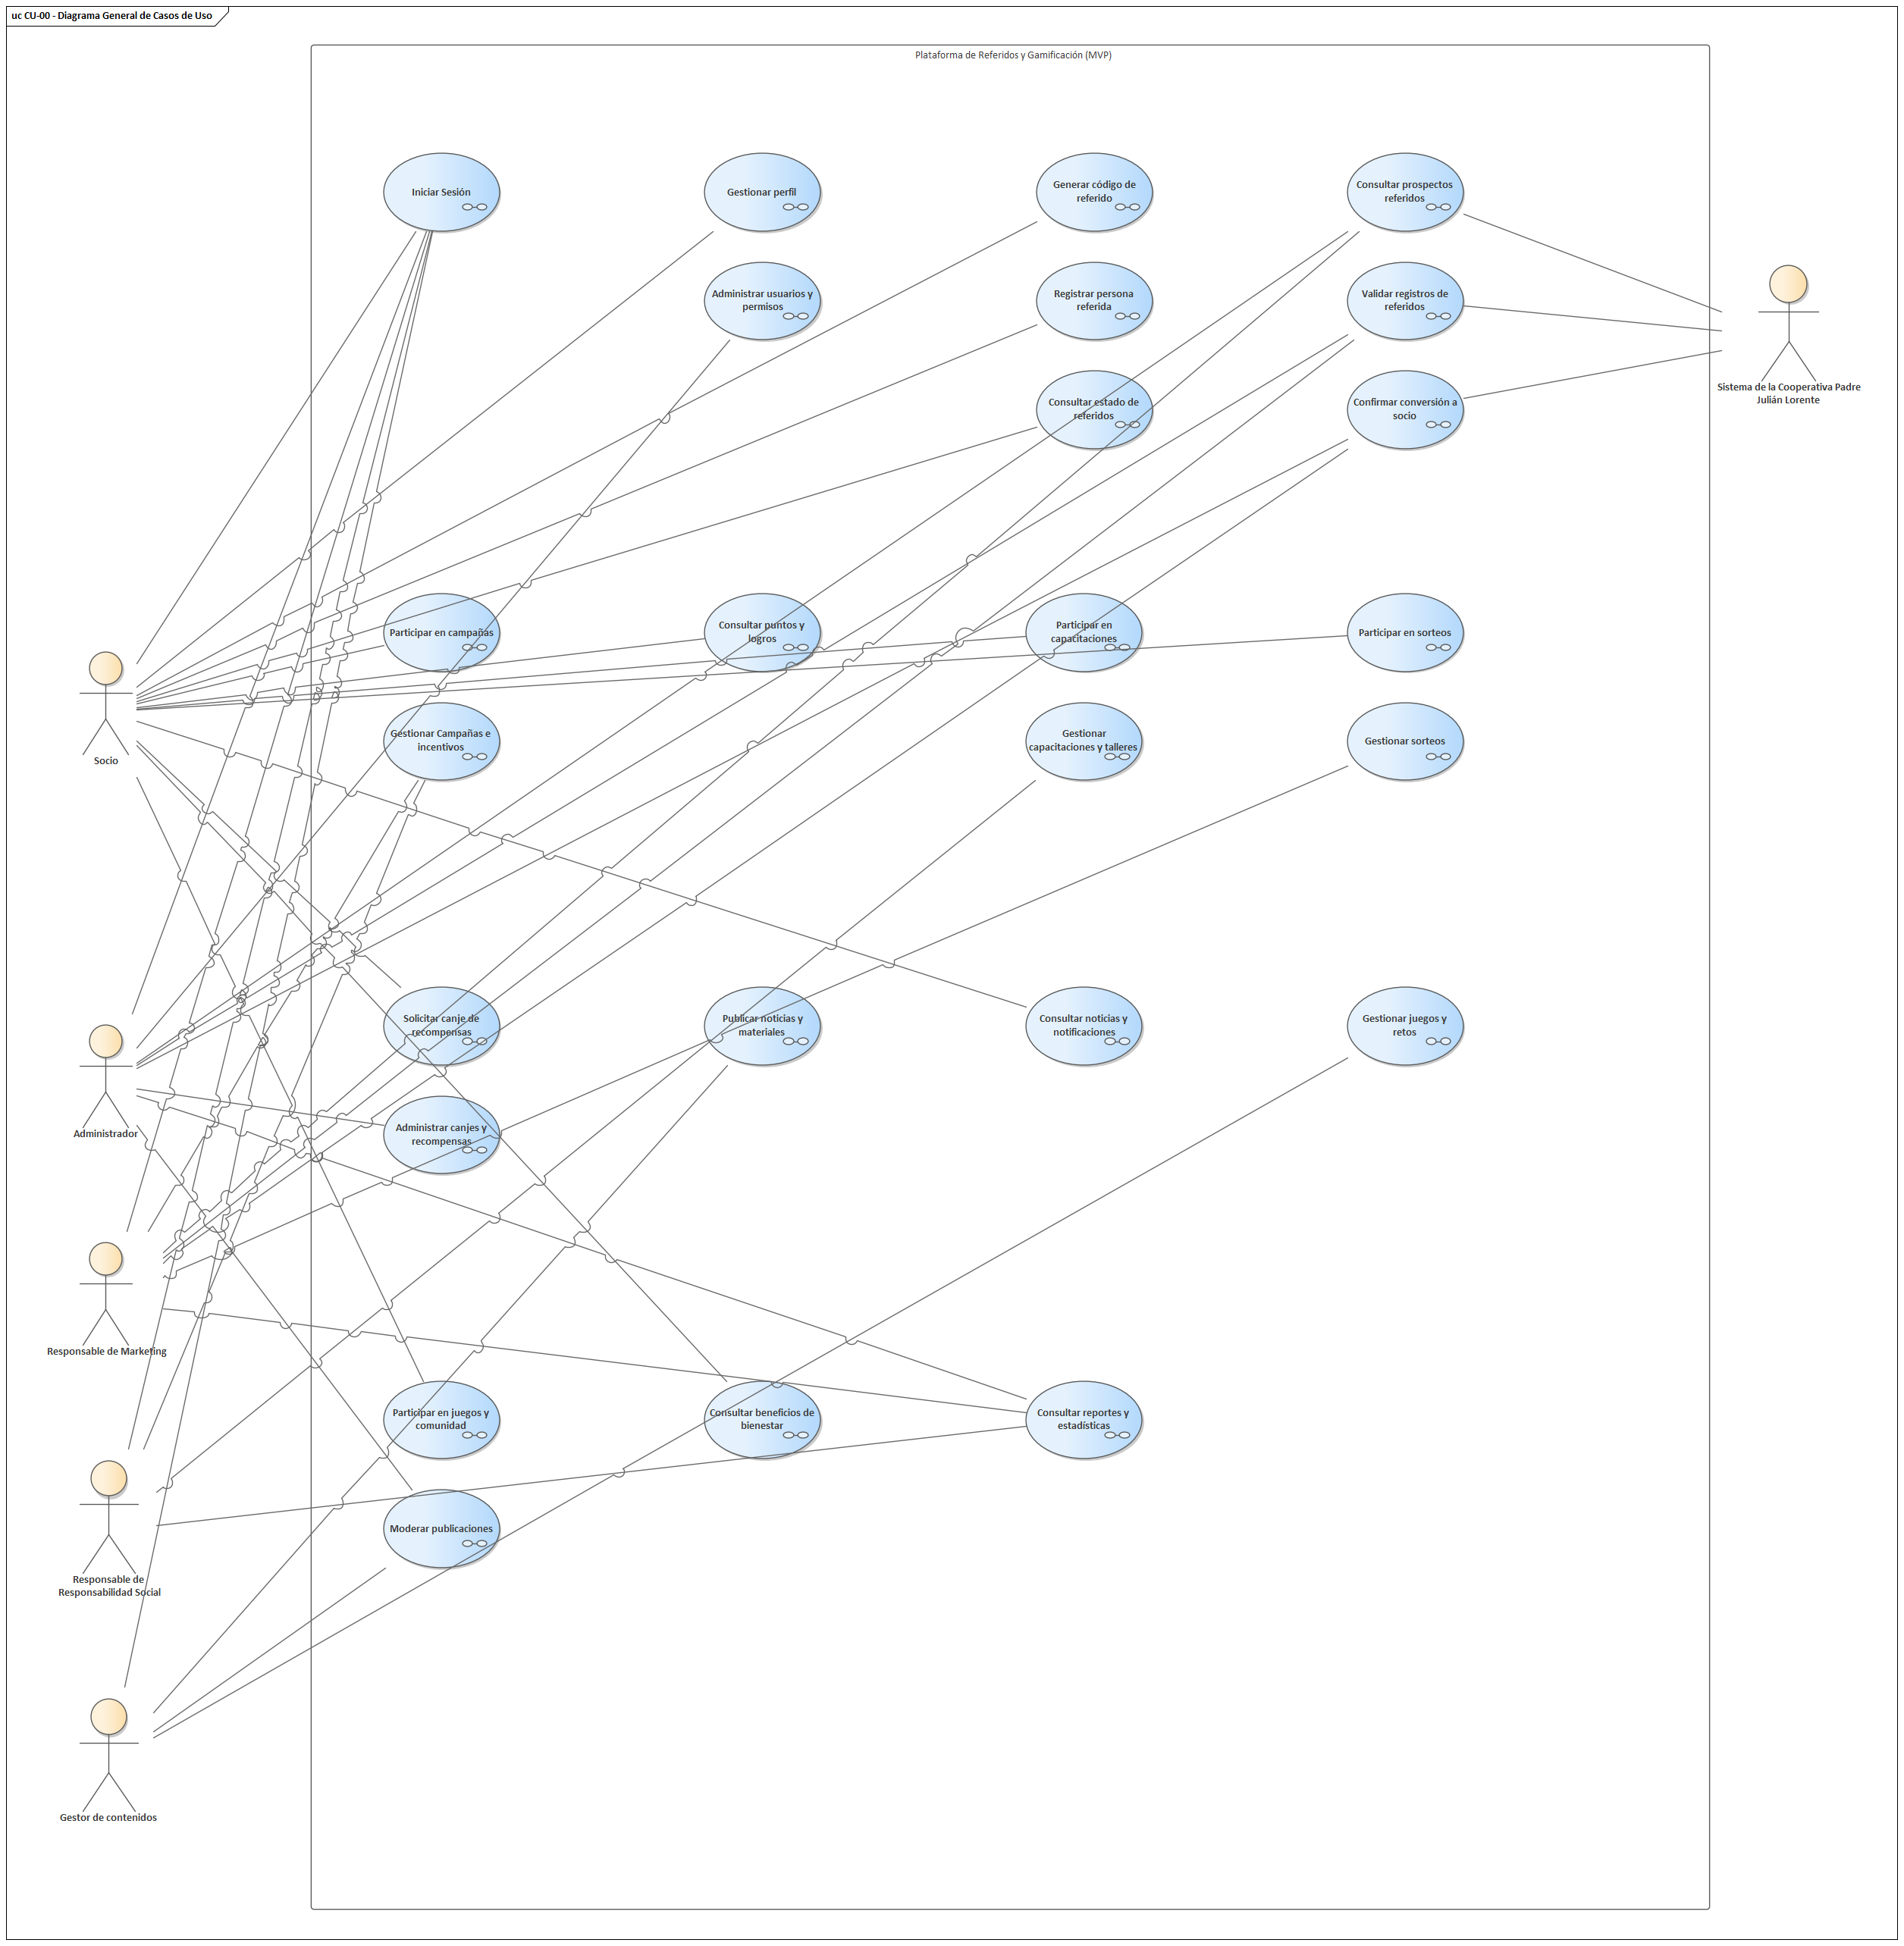 uc CU-00 - Diagrama General de Casos de Uso
Plataforma de Referidos y Gamificación (MVP)
Iniciar Sesión
Gestionar perfil
Generar código de
referido
Consultar prospectos
referidos
Administrar usuarios y
permisos
Registrar persona
referida
Validar registros de
referidos
Sistema de la Cooperativa Padre
Julián Lorente
Consultar estado de
referidos
Confirmar conversión a
socio
Participar en campañas
Consultar puntos y
logros
Participar en
capacitaciones
Participar en sorteos
Socio
Gestionar Campañas e
incentivos
Gestionar
capacitaciones y talleres
Gestionar sorteos
Solicitar canje de
recompensas
Publicar noticias y
materiales
Consultar noticias y
notificaciones
Gestionar juegos y
retos
Administrador
Administrar canjes y
recompensas
Responsable de Marketing
Participar en juegos y
comunidad
Consultar beneficios de
bienestar
Consultar reportes y
estadísticas
Moderar publicaciones
Responsable de
Responsabilidad Social
Gestor de contenidos